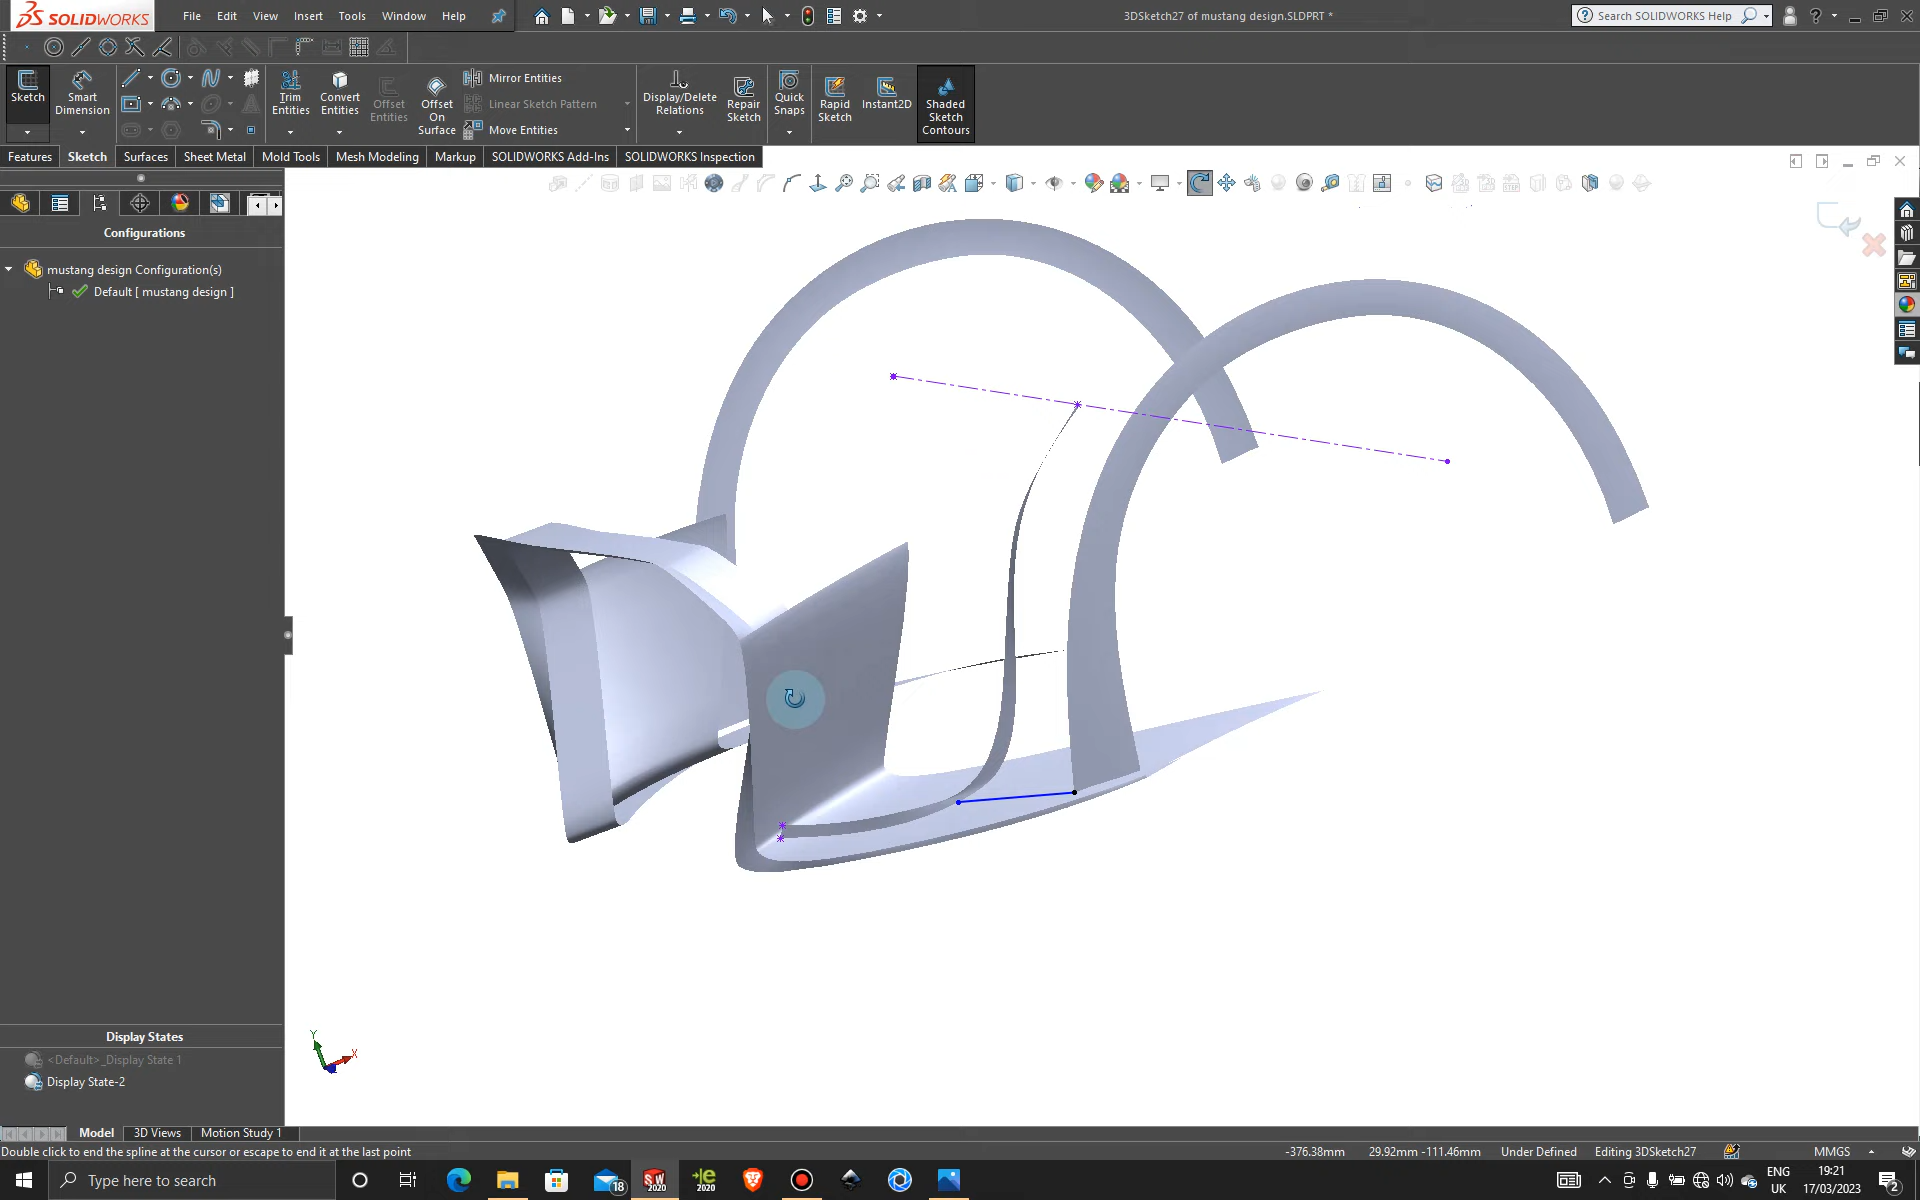 SOLIDWORKS File Edit View Insert Tools Window Help 3DSketch27 of mustang design.SLDPRT * Search SOLIDWORKS Help
Sketch Smart Dimension Trim Entities Convert Entities Offset Entities Offset On Surface Mirror Entities Linear Sketch Pattern Move Entities Display/Delete Relations Repair Sketch Quick Snaps Rapid Sketch Instant2D Shaded Sketch Contours
Features Sketch Surfaces Sheet Metal Mold Tools Mesh Modeling Markup SOLIDWORKS Add-Ins SOLIDWORKS Inspection
Configurations
mustang design Configuration(s)
Default [ mustang design ]
Y
X
Display States
<Default>_Display State 1
Display State-2
Model 3D Views Motion Study 1
Double click to end the spline at the cursor or escape to end it at the last point -376.38mm 29.92mm -111.46mm Under Defined Editing 3DSketch27 MMGS
Type here to search 18 SW 2020 2020 ENG UK 19:21 17/03/2023 2